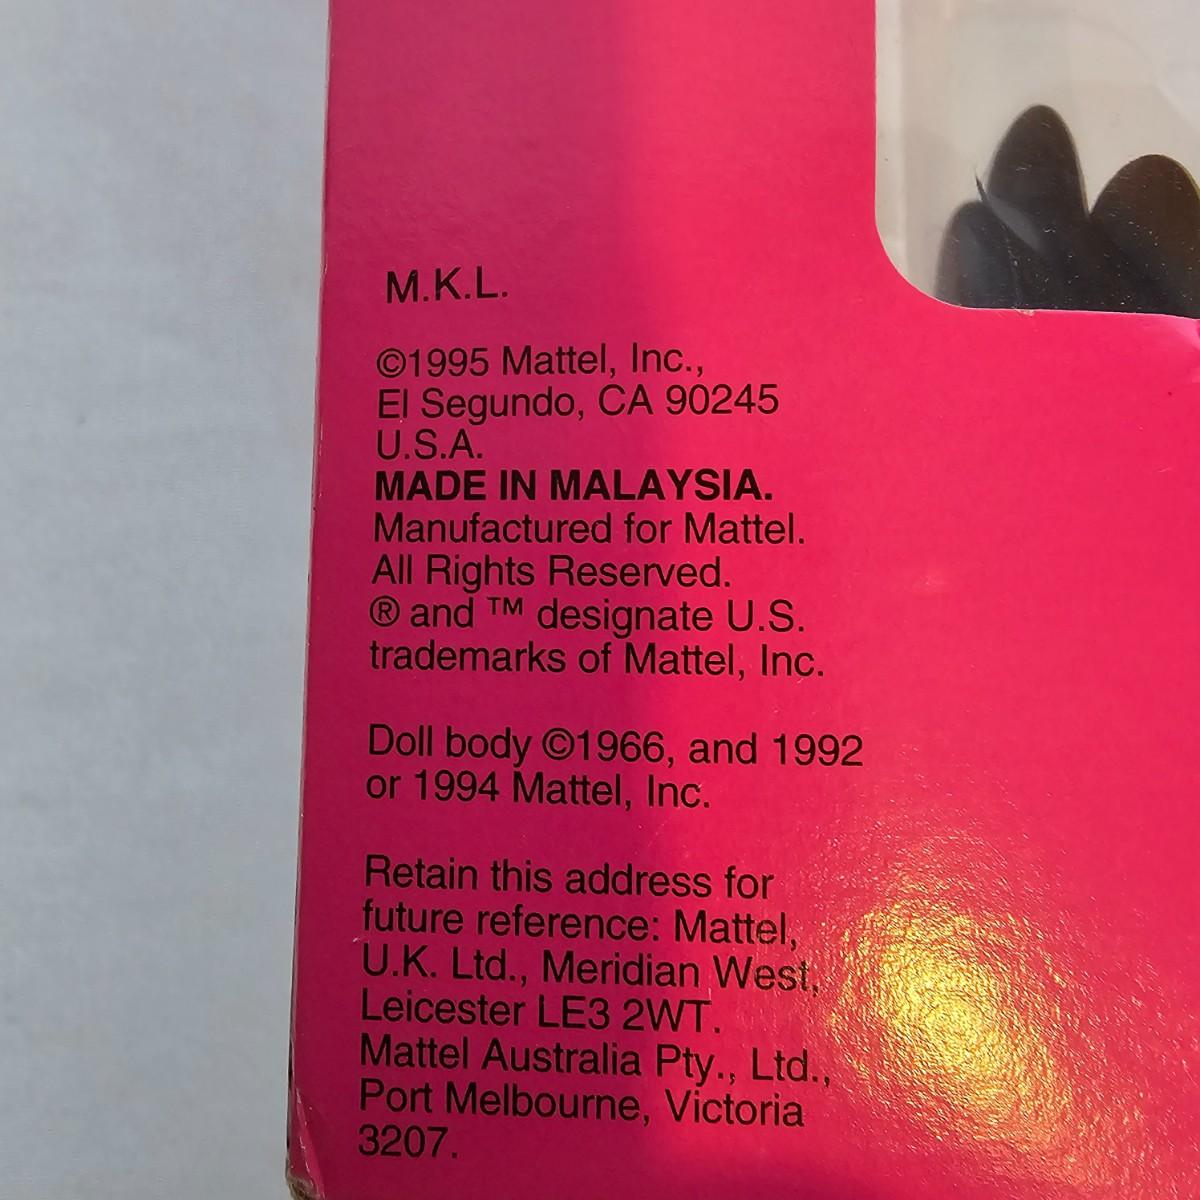 M.K.L.
©1995 Mattel, Inc.,
El Segundo, CA 90245
U.S.A.
MADE IN MALAYSIA.
Manufactured for Mattel.
All Rights Reserved.
® and ™ designate U.S.
trademarks of Mattel, Inc.
Doll body ©1966, and 1992
or 1994 Mattel, Inc.
Retain this address for
future reference: Mattel,
U.K. Ltd., Meridian West,
Leicester LE3 2WT.
Mattel Australia Pty., Ltd.,
Port Melbourne, Victoria
3207.